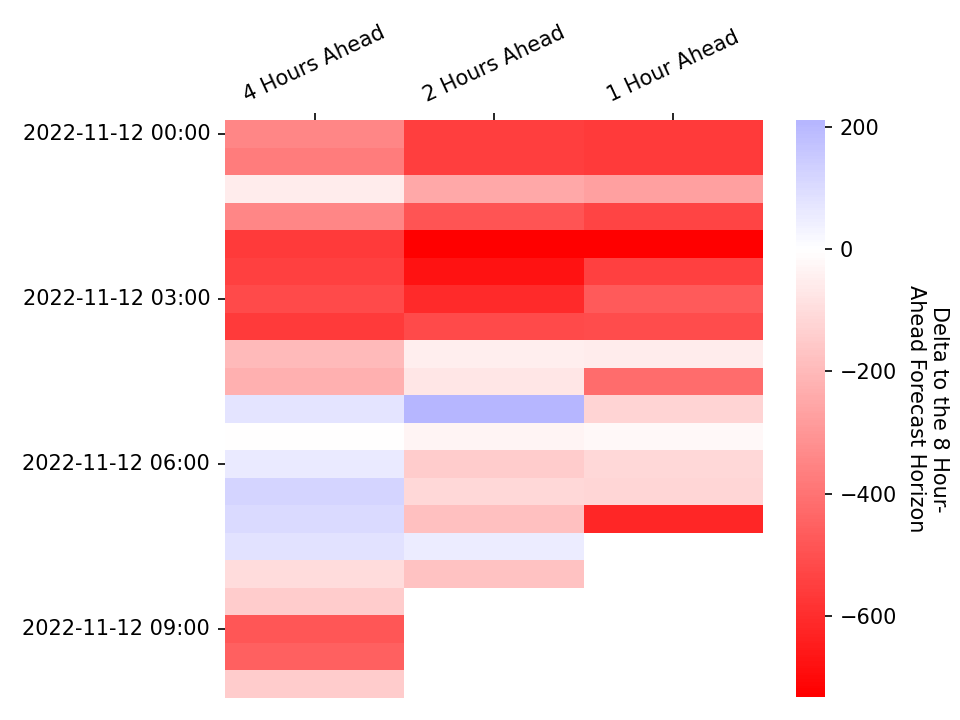 4 Hours Ahead
2 Hours Ahead
1 Hour Ahead
2022-11-12 00:00
2022-11-12 03:00
2022-11-12 06:00
2022-11-12 09:00
200
0
−200
−400
−600
Delta to the 8 Hour-
Ahead Forecast Horizon